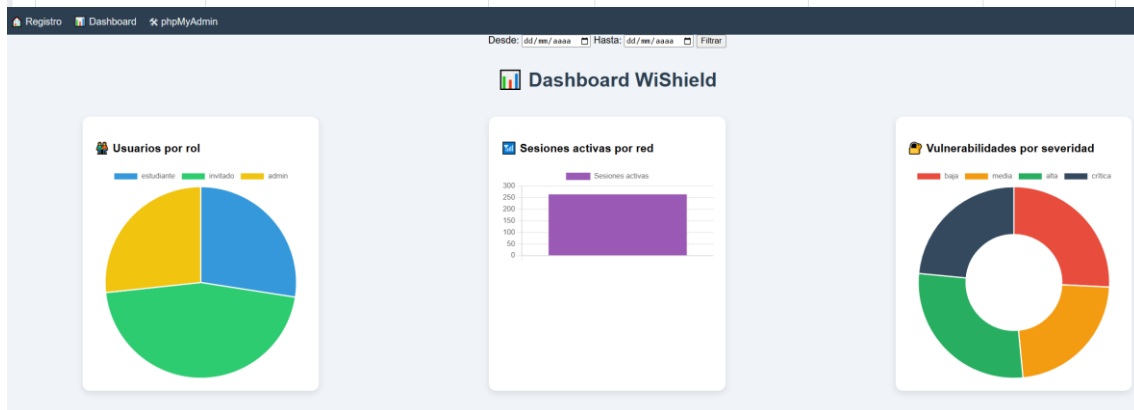 Registro Dashboard phpMyAdmin
Desde: dd/mm/aaaa Hasta: dd/mm/aaaa Filtrar
Dashboard WiShield
Usuarios por rol
estudiante invitado admin
Sesiones activas por red
Sesiones activas
300
250
200
150
100
50
0
Vulnerabilidades por severidad
baja media alta crítica